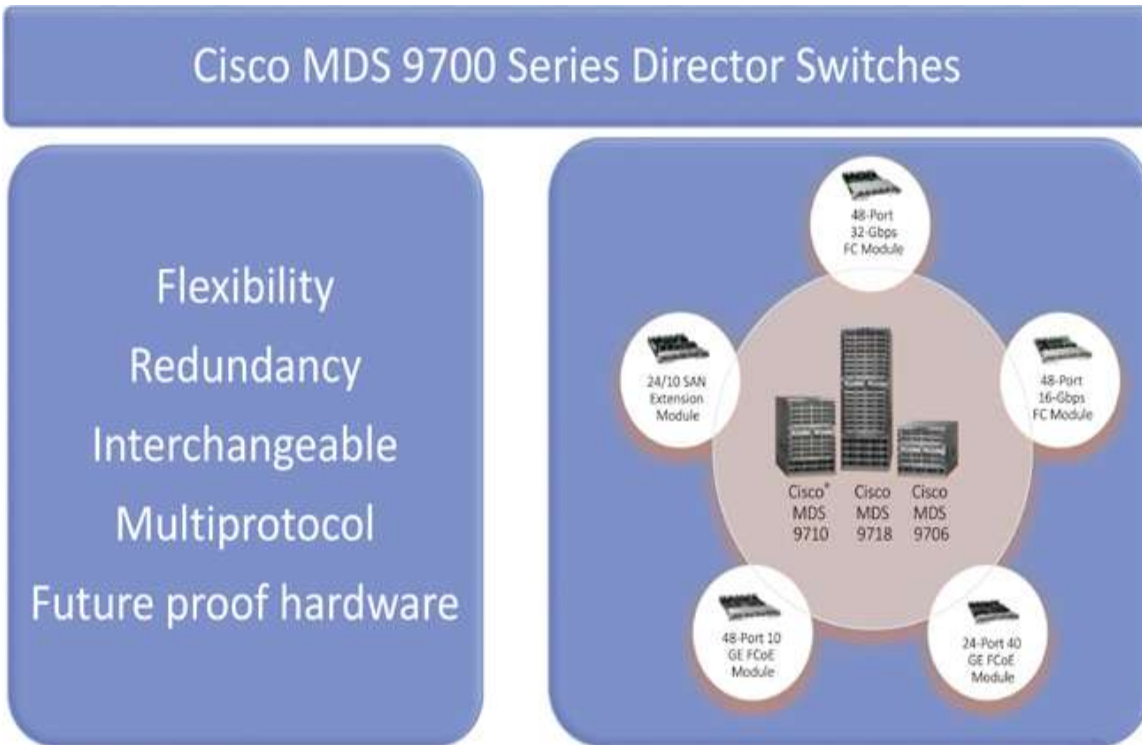 Cisco MDS 9700 Series Director Switches
Flexibility
Redundancy
Interchangeable
Multiprotocol
Future proof hardware
48-Port
32-Gbps
FC Module
24/10 SAN
Extension
Module
48-Port
16-Gbps
FC Module
Cisco®
MDS
9710
Cisco
MDS
9718
Cisco
MDS
9706
48-Port 10
GE FCoE
Module
24-Port 40
GE FCoE
Module